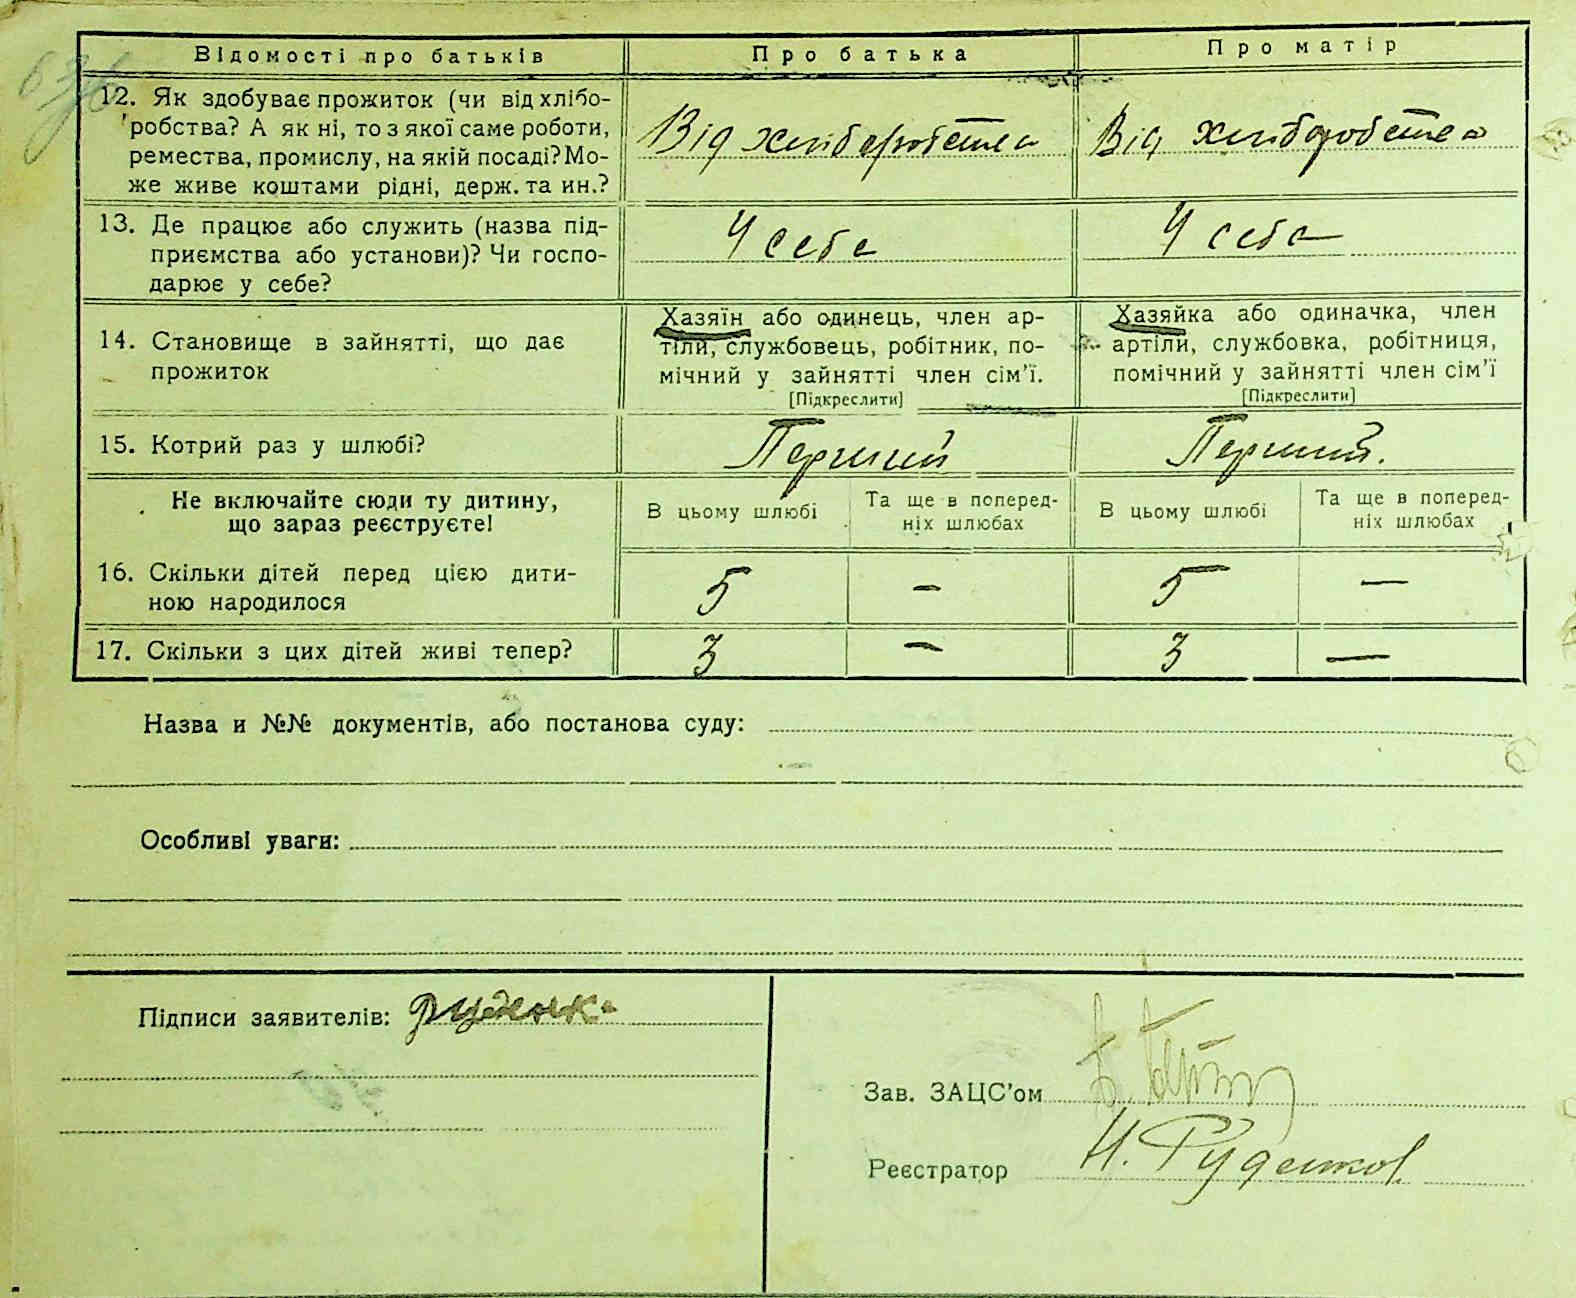 Відомості про батьків
Про батька
Про матір
12. Як здобуває прожиток (чи від хлібо-
робства? А як ні, то з якої саме роботи,
ремества, промислу, на якій посаді? Мо-
же живе коштами рідні, держ. та ин.?
Від хліборобства
Від хліборобства
13. Де працює або служить (назва під-
приємства або установи)? Чи госпо-
дарює у себе?
У себе
У себе
14. Становище в зайнятті, що дає
прожиток
Хазяїн або одинець, член ар-
тіли, службовець, робітник, по-
мічний у зайнятті член сім'ї.
[Підкреслити]
Хазяйка або одиначка, член
артіли, службовка, робітниця,
помічний у зайнятті член сім'ї
[Підкреслити]
15. Котрий раз у шлюбі?
Перший
Перший.
Не включайте сюди ту дитину,
що зараз реєструєте!
В цьому шлюбі
Та ще в поперед-
ніх шлюбах
В цьому шлюбі
Та ще в поперед-
ніх шлюбах
16. Скільки дітей перед цією дити-
ною народилося
5
—
5
—
17. Скільки з цих дітей живі тепер?
3
—
3
—
Назва и №№ документів, або постанова суду:
Особливі уваги:
Підписи заявителів: Руденко
Зав. ЗАЦС'ом
Реєстратор Н. Руденков